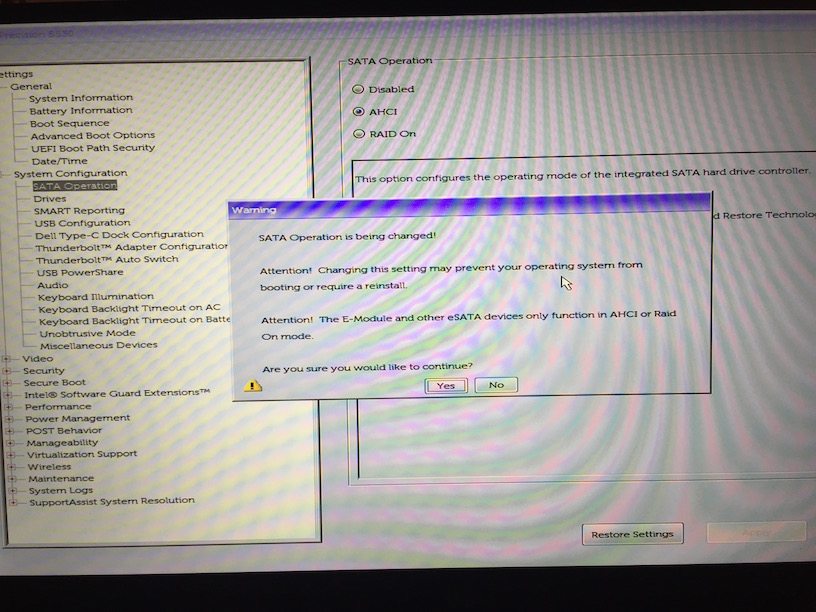 Precision 5530
ettings
General
System Information
Battery Information
Boot Sequence
Advanced Boot Options
UEFI Boot Path Security
Date/Time
System Configuration
SATA Operation
Drives
SMART Reporting
USB Configuration
Dell Type-C Dock Configuration
Thunderbolt™ Adapter Configuration
Thunderbolt™ Auto Switch
USB PowerShare
Audio
Keyboard Illumination
Keyboard Backlight Timeout on AC
Keyboard Backlight Timeout on Batte
Unobtrusive Mode
Miscellaneous Devices
Video
Security
Secure Boot
Intel® Software Guard Extensions™
Performance
Power Management
POST Behavior
Manageability
Virtualization Support
Wireless
Maintenance
System Logs
SupportAssist System Resolution
SATA Operation
Disabled
AHCI
RAID On
This option configures the operating mode of the integrated SATA hard drive controller.
d Restore Technolo
Warning
SATA Operation is being changed!
Attention! Changing this setting may prevent your operating system from
booting or require a reinstall.
Attention! The E-Module and other eSATA devices only function in AHCI or Raid
On mode.
Are you sure you would like to continue?
Yes
No
Restore Settings
Apply